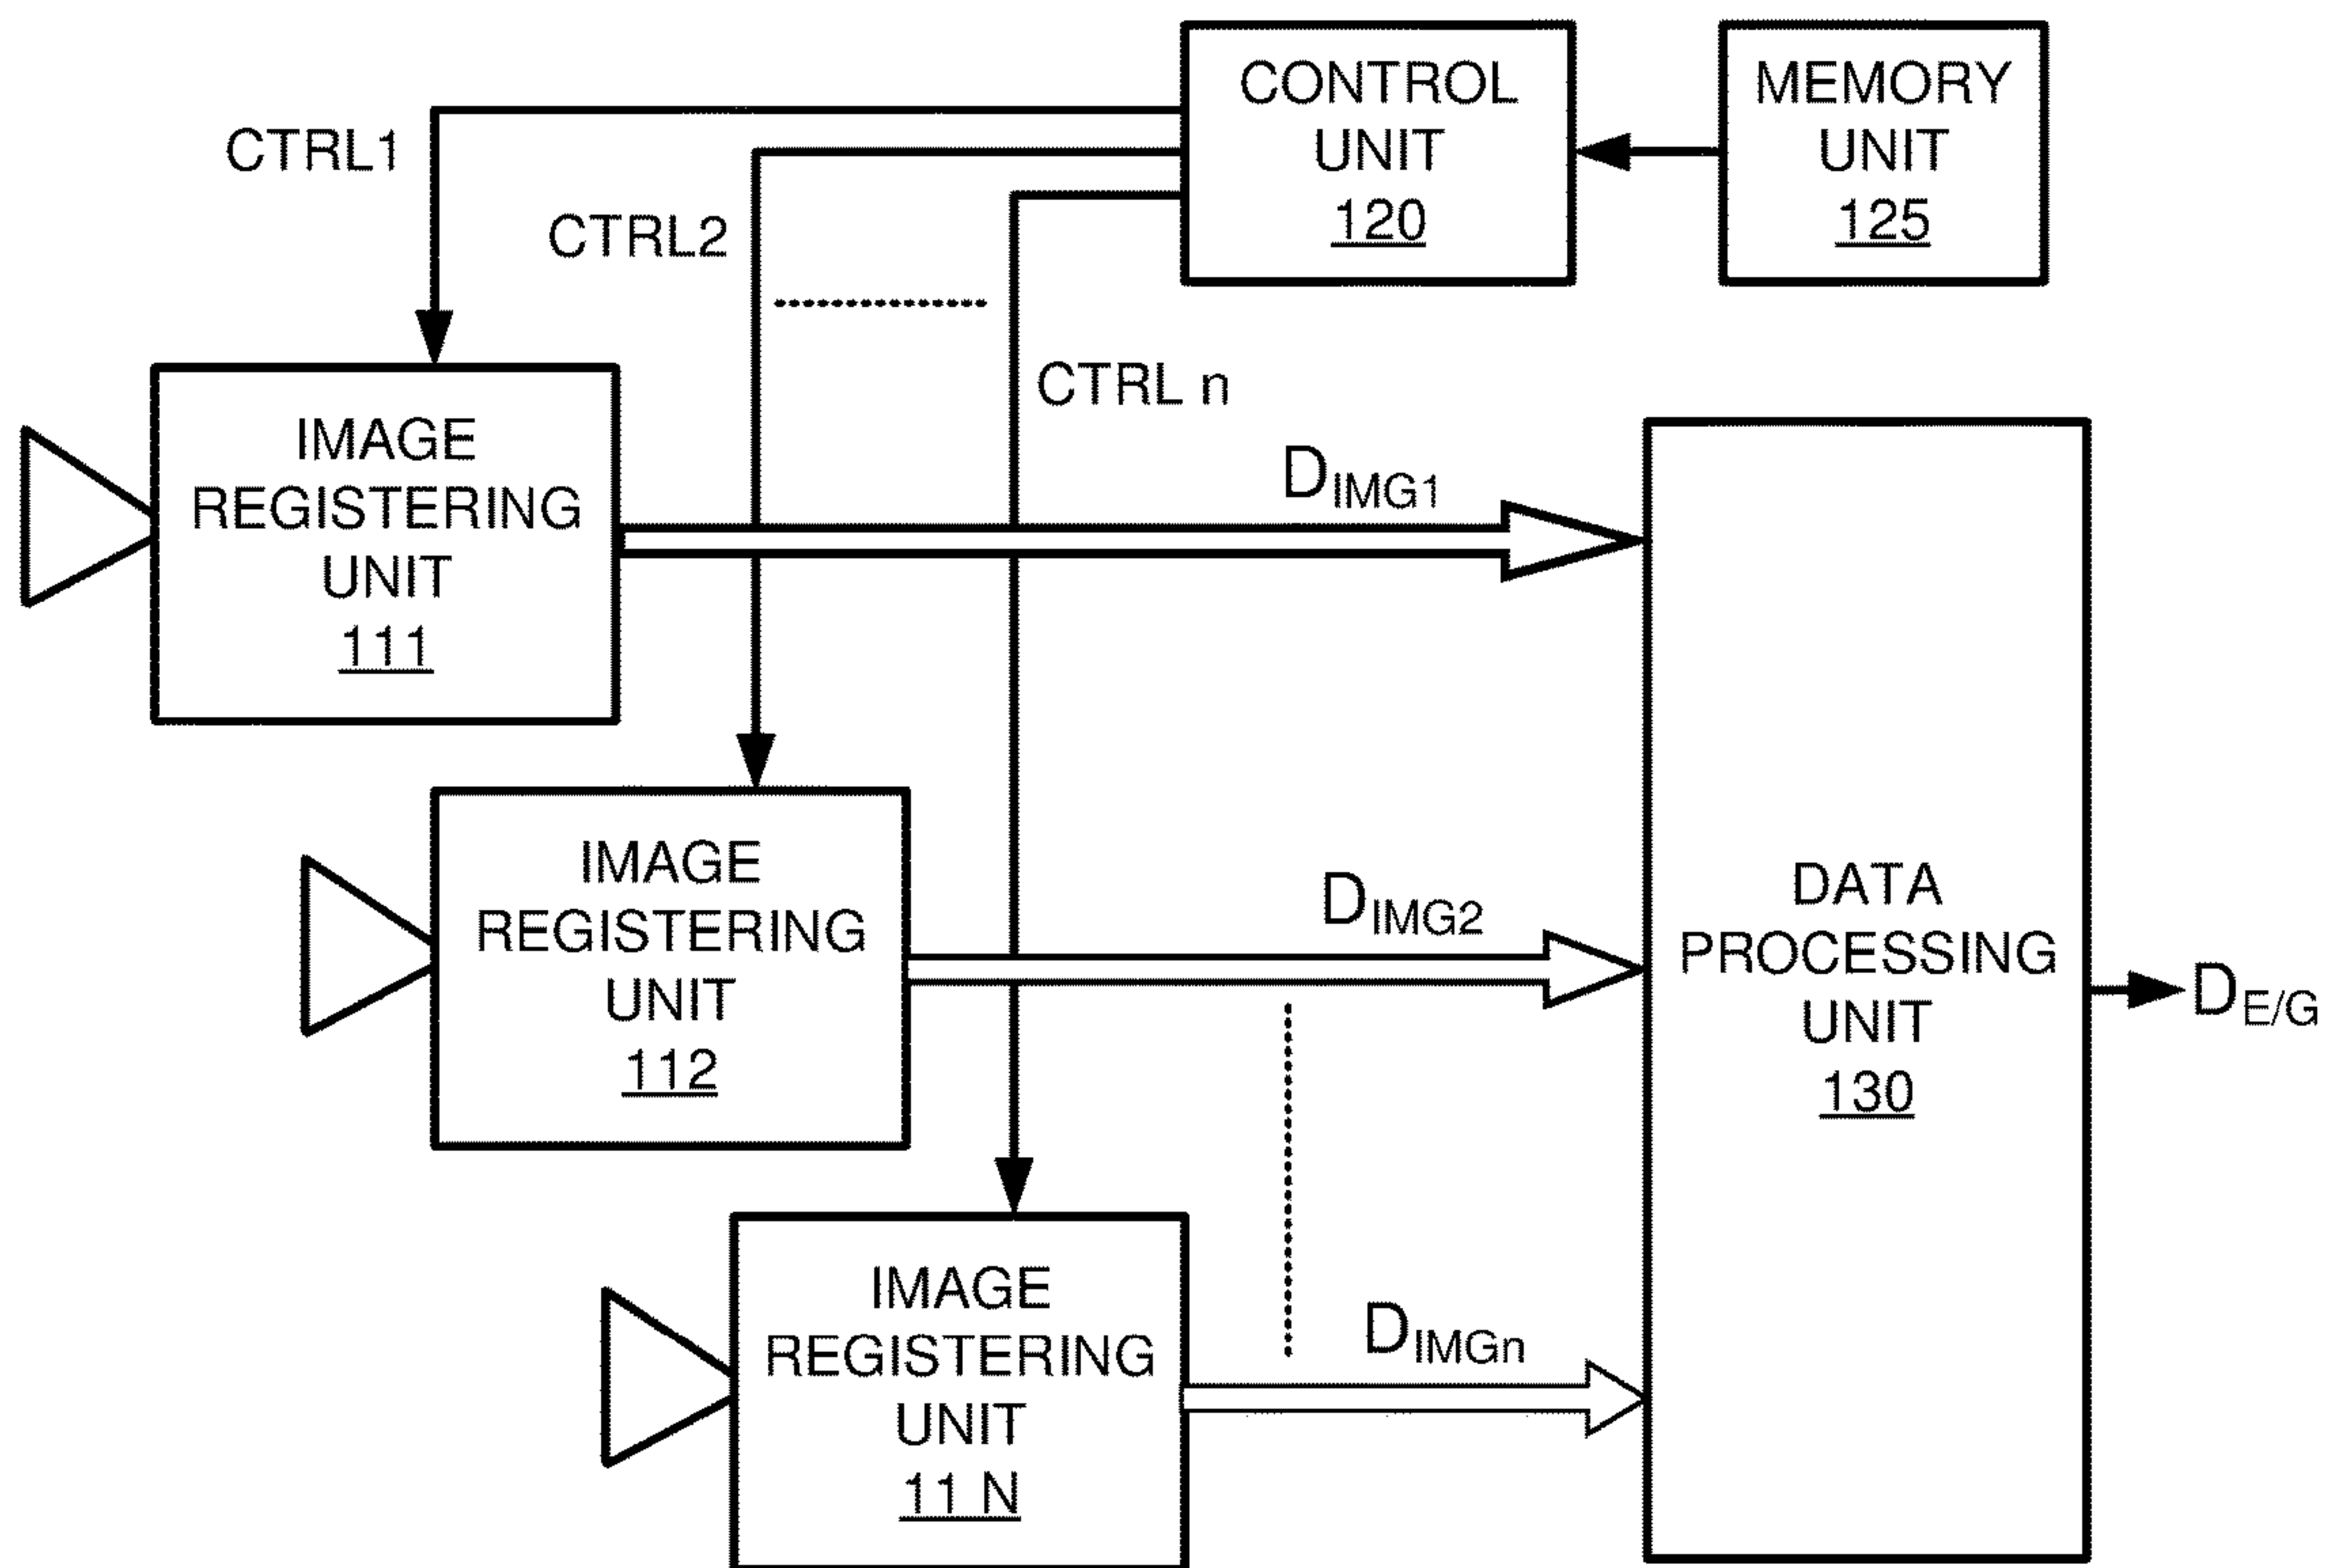 CONTROL
UNIT
120
MEMORY
UNIT
125
CTRL1
CTRL2
CTRL n
IMAGE
REGISTERING
UNIT
111
DIMG1
IMAGE
REGISTERING
UNIT
112
DIMG2
DATA
PROCESSING
UNIT
130
DE/G
IMAGE
REGISTERING
UNIT
11 N
DIMGn